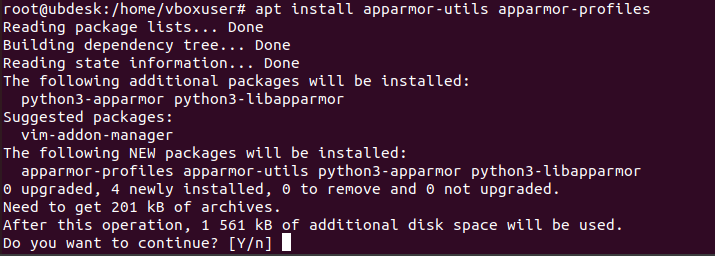 root@ubdesk:/home/vboxuser# apt install apparmor-utils apparmor-profiles
Reading package lists... Done
Building dependency tree... Done
Reading state information... Done
The following additional packages will be installed:
  python3-apparmor python3-libapparmor
Suggested packages:
  vim-addon-manager
The following NEW packages will be installed:
  apparmor-profiles apparmor-utils python3-apparmor python3-libapparmor
0 upgraded, 4 newly installed, 0 to remove and 0 not upgraded.
Need to get 201 kB of archives.
After this operation, 1 561 kB of additional disk space will be used.
Do you want to continue? [Y/n]